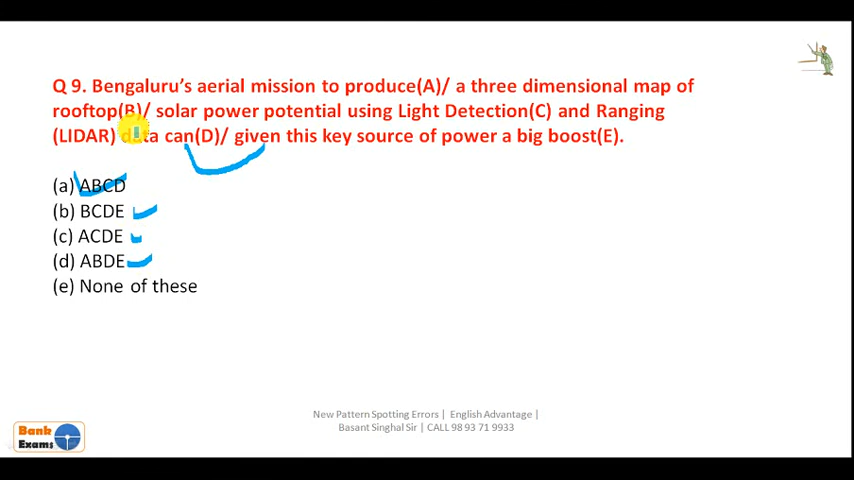 Q 9. Bengaluru's aerial mission to produce(A)/ a three dimensional map of
rooftop(B)/ solar power potential using Light Detection(C) and Ranging
(LIDAR) data can(D)/ given this key source of power a big boost(E).
(a) ABCD
(b) BCDE
(c) ACDE
(d) ABDE
(e) None of these
New Pattern Spotting Errors | English Advantage |
Basant Singhal Sir | CALL 98 93 71 9933
Bank
Exams